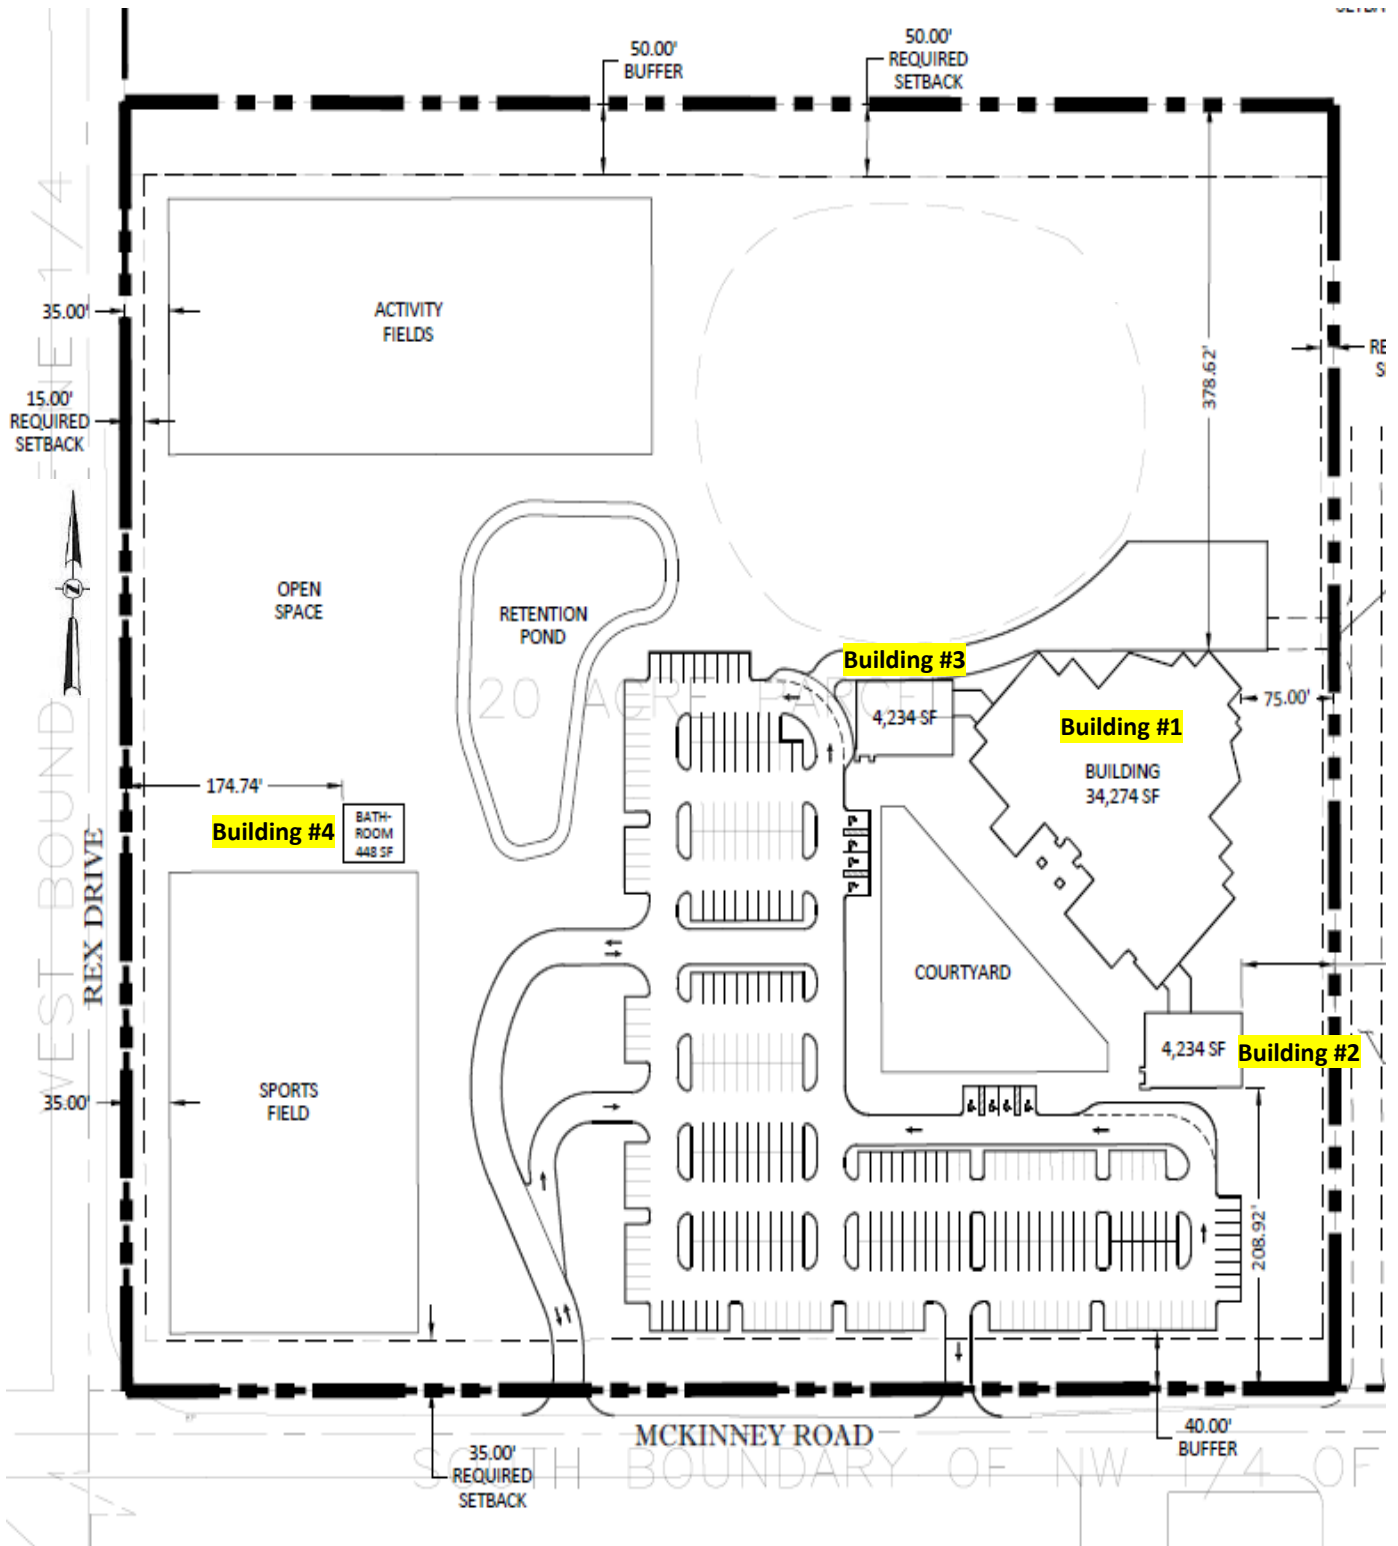 50.00'
BUFFER
50.00'
REQUIRED
SETBACK
ACTIVITY
FIELDS
35.00'
15.00'
REQUIRED
SETBACK
378.62'
OPEN
SPACE
RETENTION
POND
Building #3
4,234 SF
20 ACRE PARCEL
Building #1
BUILDING
34,274 SF
75.00'
174.74'
Building #4
BATH-
ROOM
448 SF
REX DRIVE
WEST BOUND
LINE 1/4
COURTYARD
4,234 SF
Building #2
SPORTS
FIELD
35.00'
208.92'
MCKINNEY ROAD
SOUTH BOUNDARY OF NW 1/4 OF
35.00'
REQUIRED
SETBACK
40.00'
BUFFER